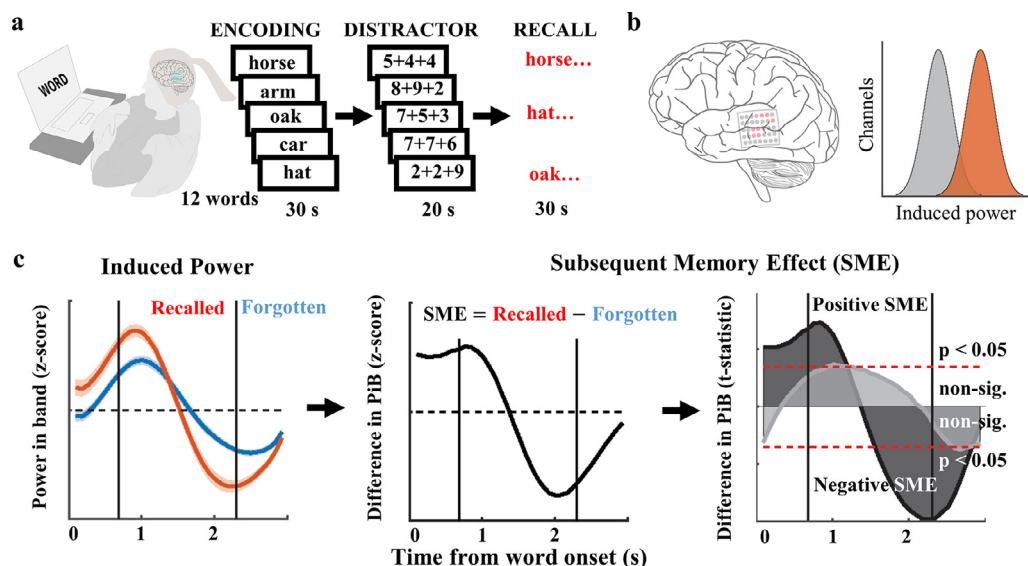 a
ENCODING DISTRACTOR RECALL
WORD
horse 5+4+4 horse...
arm 8+9+2
oak 7+5+3 hat...
car 7+7+6
hat 2+2+9 oak...
12 words
30 s 20 s 30 s
b
Channels
Induced power
c
Induced Power
Subsequent Memory Effect (SME)
Power in band (z-score)
Recalled Forgotten
0 1 2
Difference in PiB (z-score)
SME = Recalled – Forgotten
0 1 2
Difference in PiB (t-statistic)
Positive SME
p < 0.05
non-sig.
non-sig.
p < 0.05
Negative SME
0 1 2
Time from word onset (s)